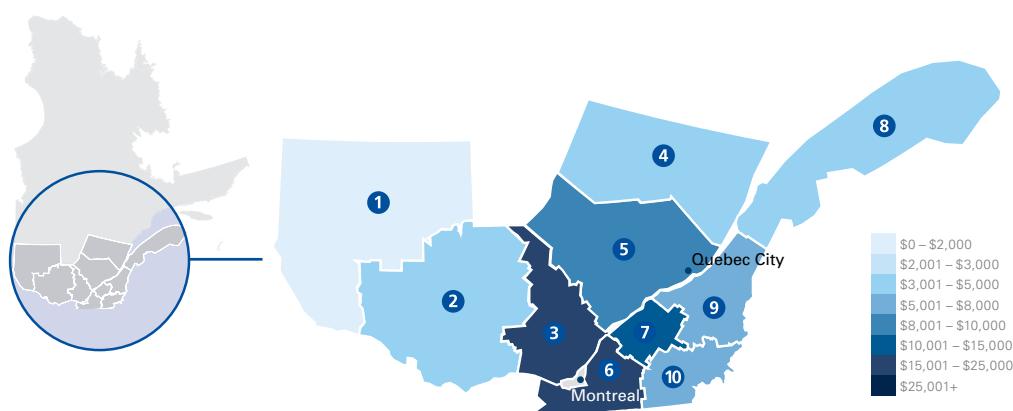 8
4
1
5
$0 – $2,000
Quebec City
$2,001 – $3,000
$3,001 – $5,000
2
$5,001 – $8,000
9
$8,001 – $10,000
3
7
$10,001 – $15,000
$15,001 – $25,000
6
10
$25,001+
Montreal